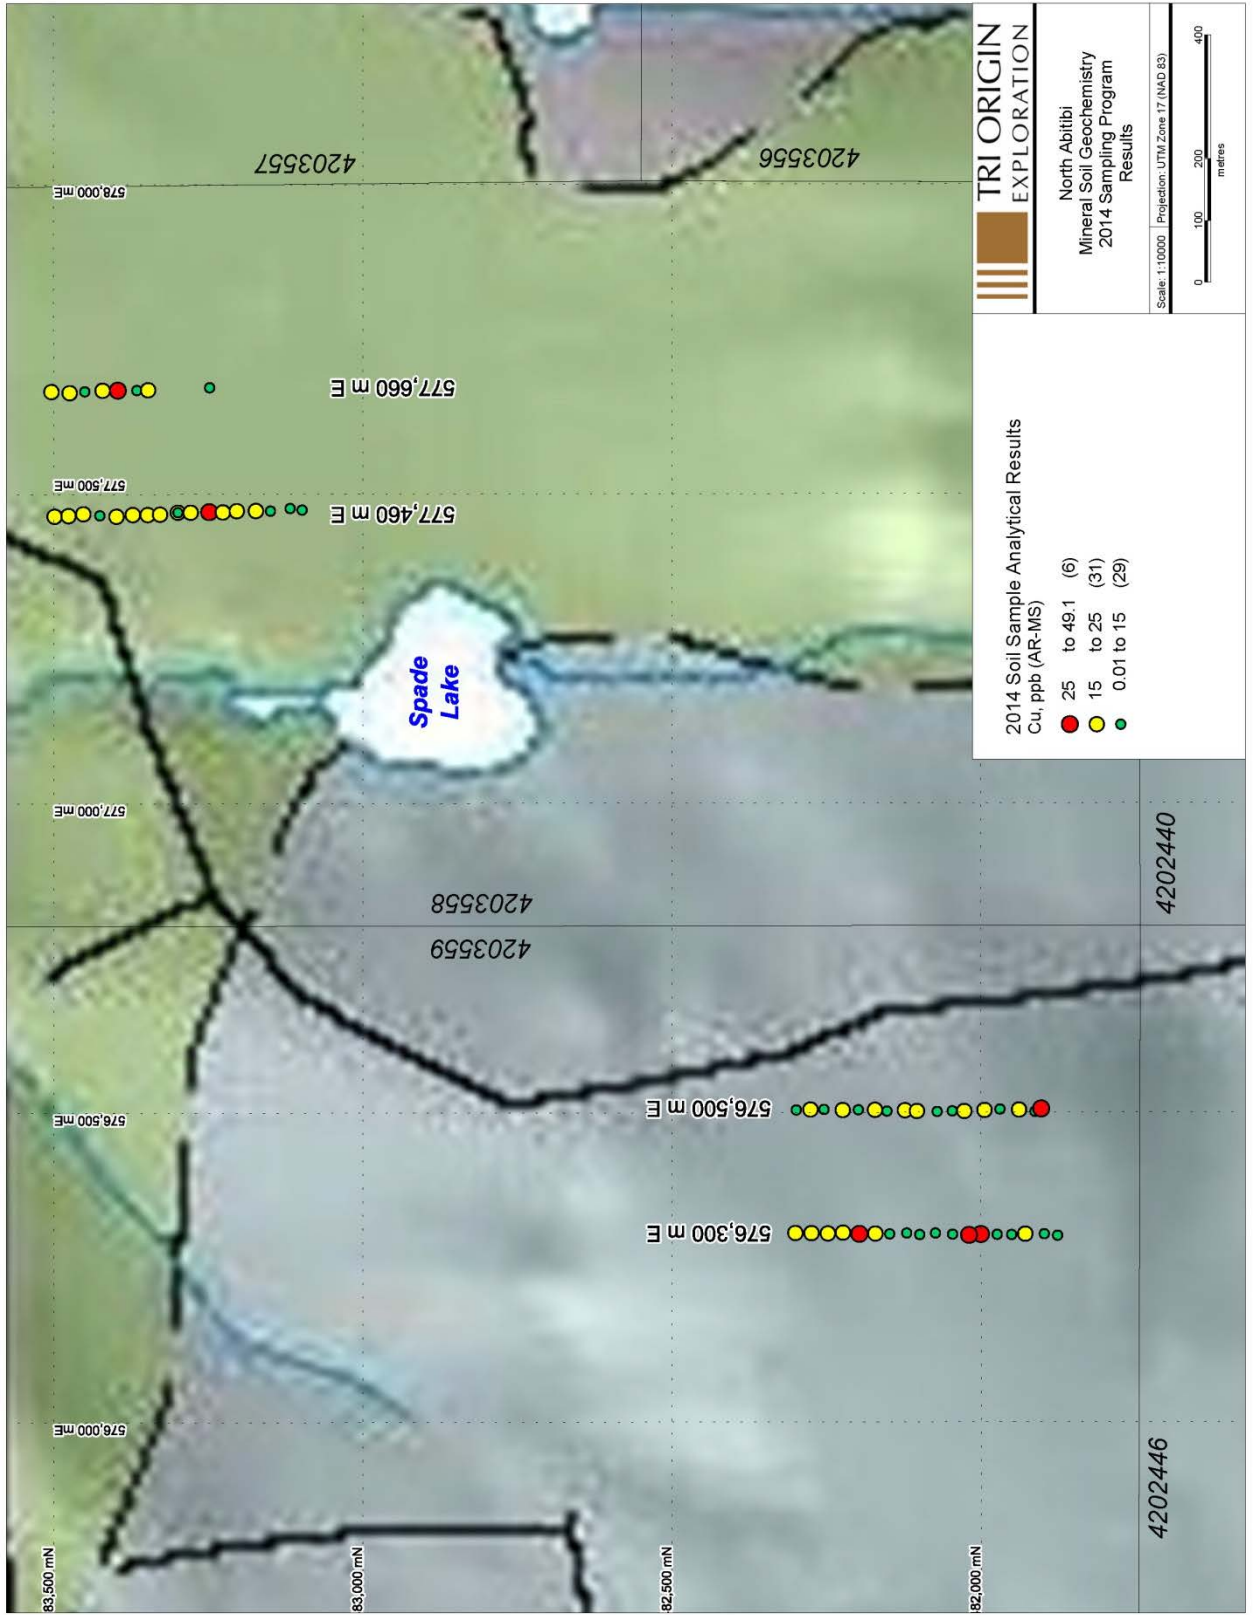 83,500 mN
83,000 mN
82,500 mN
82,000 mN
576,000 mE
576,500 mE
577,000 mE
577,500 mE
578,000 mE
4203557
4203556
4203558
4203559
4202440
4202446
577,660 m E
577,460 m E
576,500 m E
576,300 m E
Spade
Lake
2014 Soil Sample Analytical Results
Cu, ppb (AR-MS)
25 to 49.1 (6)
15 to 25 (31)
0.01 to 15 (29)
TRI ORIGIN
EXPLORATION
North Abitibi
Mineral Soil Geochemistry
2014 Sampling Program
Results
Scale: 1:10000 Projection: UTM Zone 17 (NAD 83)
0 100 200 400
metres